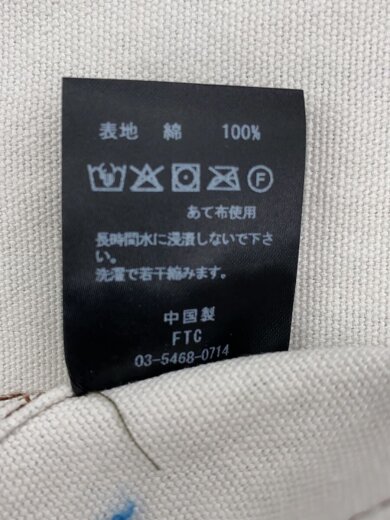 表地 綿 100%
F
あて布使用
長時間水に浸漬しないで下さ
い。
洗濯で若干縮みます。
中国製
FTC
03-5468-0714